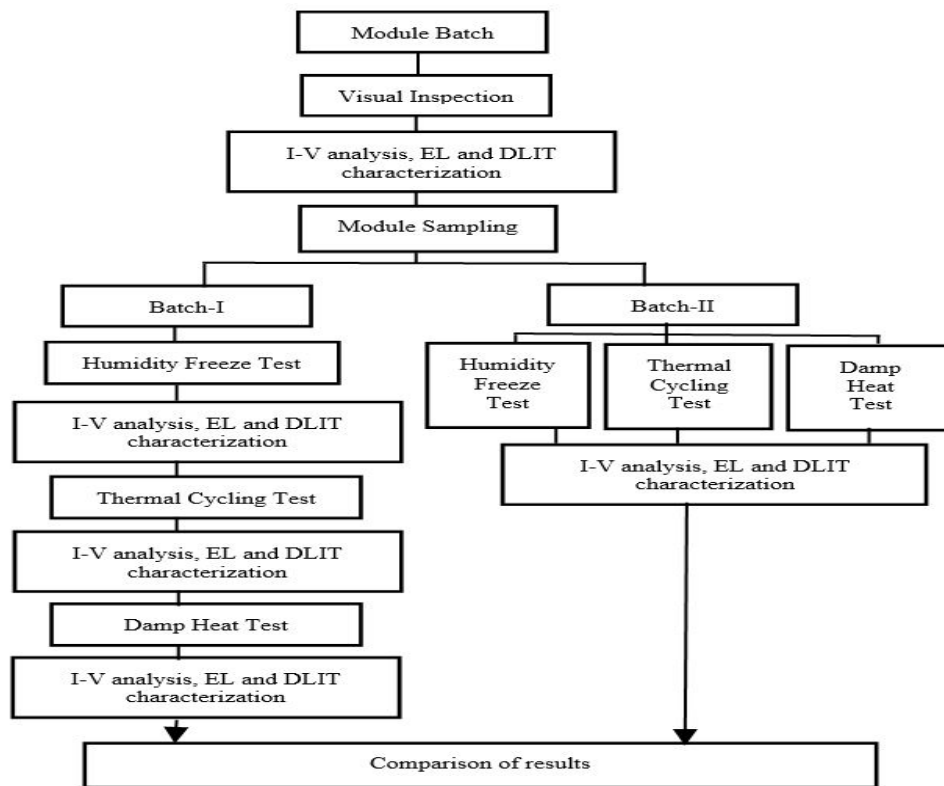 Module Batch
Visual Inspection
I-V analysis, EL and DLIT
characterization
Module Sampling
Batch-I
Humidity Freeze Test
I-V analysis, EL and DLIT
characterization
Thermal Cycling Test
I-V analysis, EL and DLIT
characterization
Damp Heat Test
I-V analysis, EL and DLIT
characterization
Batch-II
Humidity
Freeze
Test
Thermal
Cycling
Test
Damp
Heat
Test
I-V analysis, EL and DLIT
characterization
Comparison of results